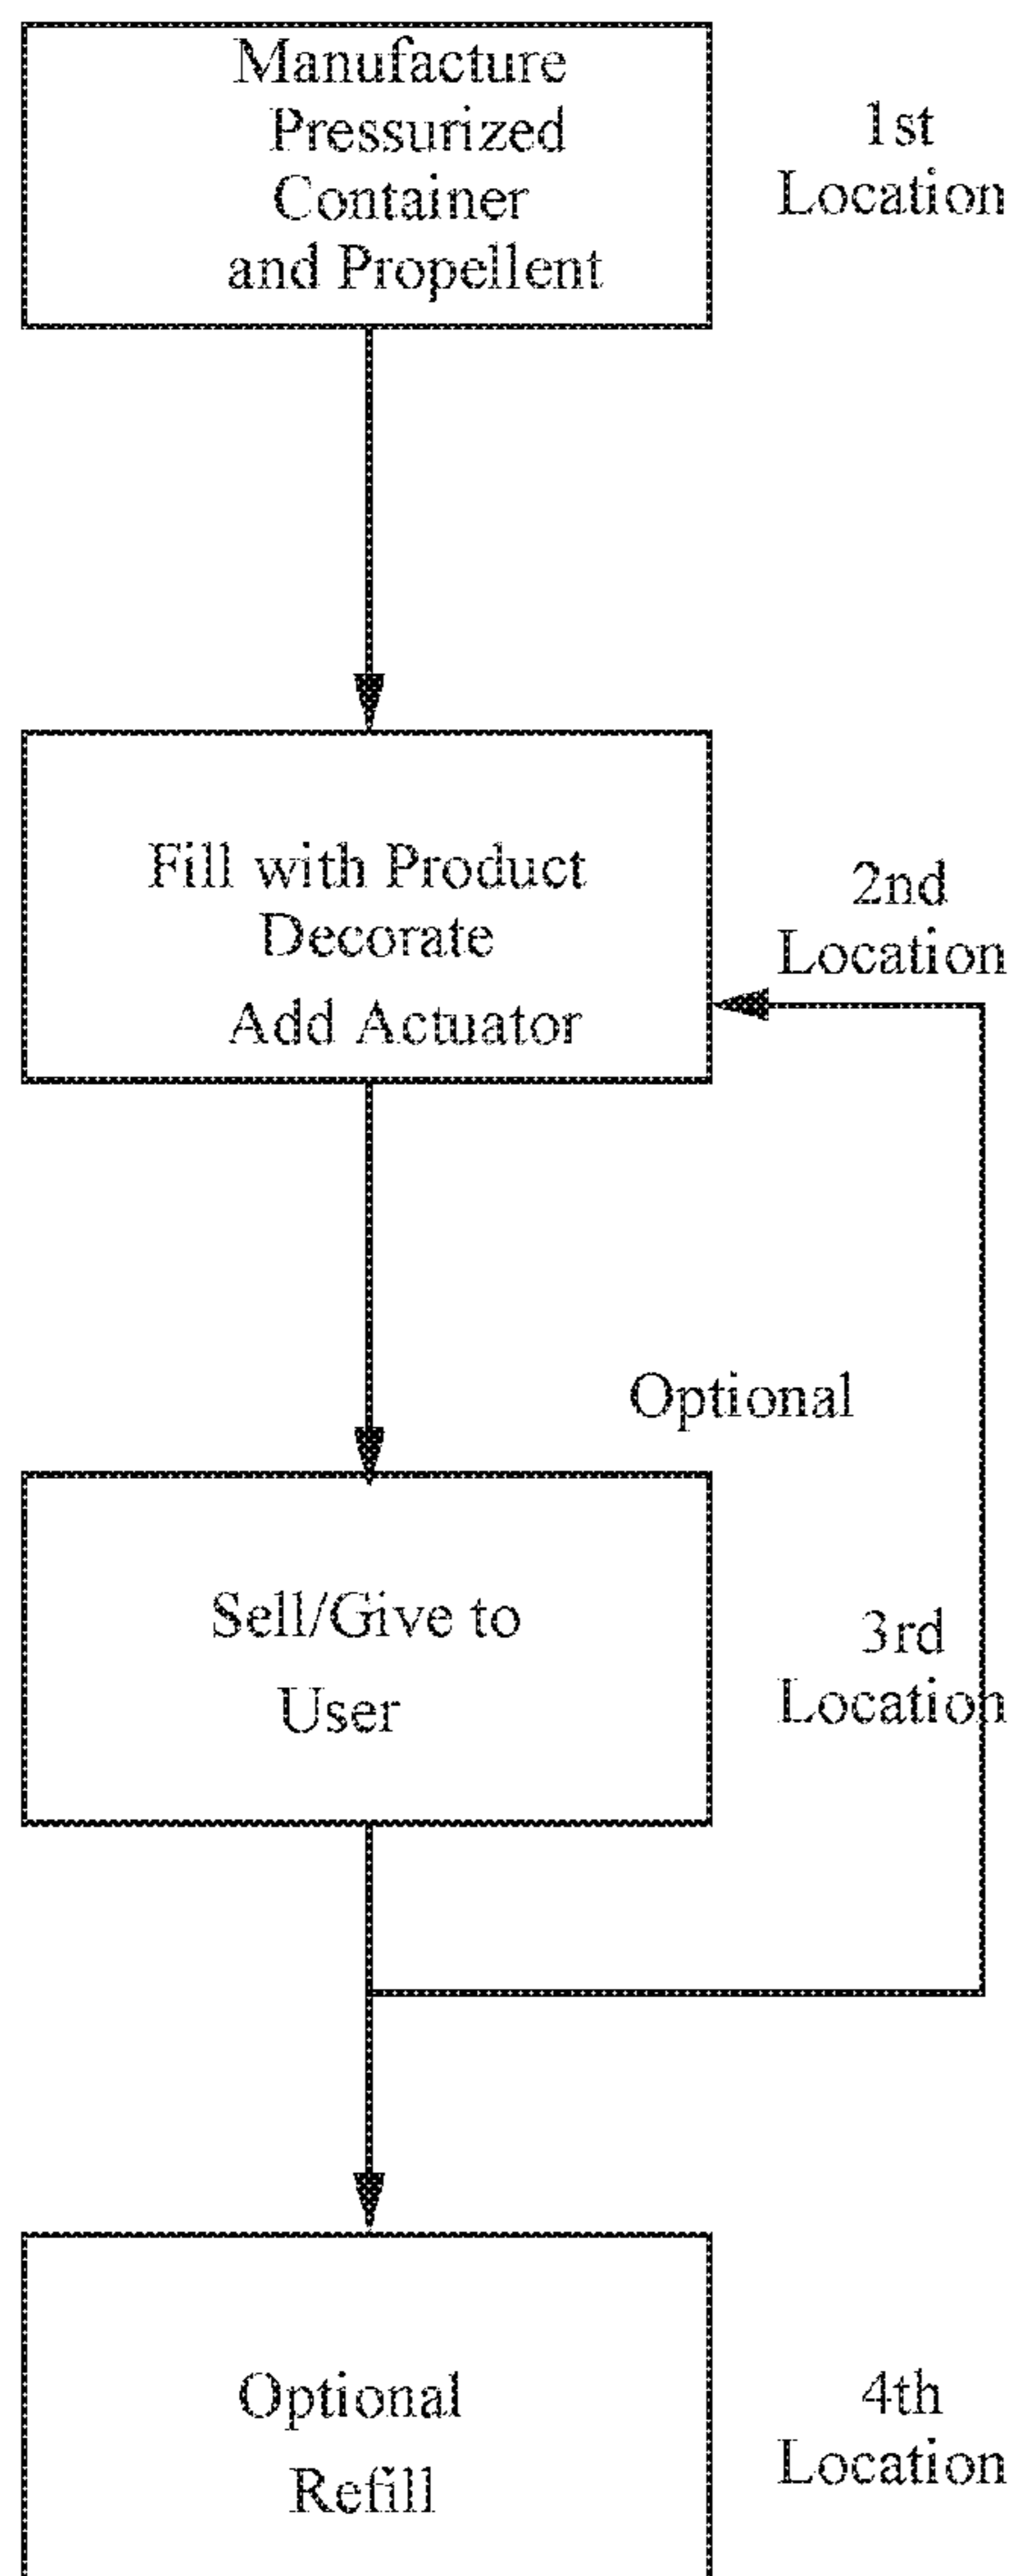 Manufacture
Pressurized
Container
and Propellent
1st
Location
Fill with Product
Decorate
Add Actuator
2nd
Location
Optional
Sell/Give to
User
3rd
Location
Optional
Refill
4th
Location